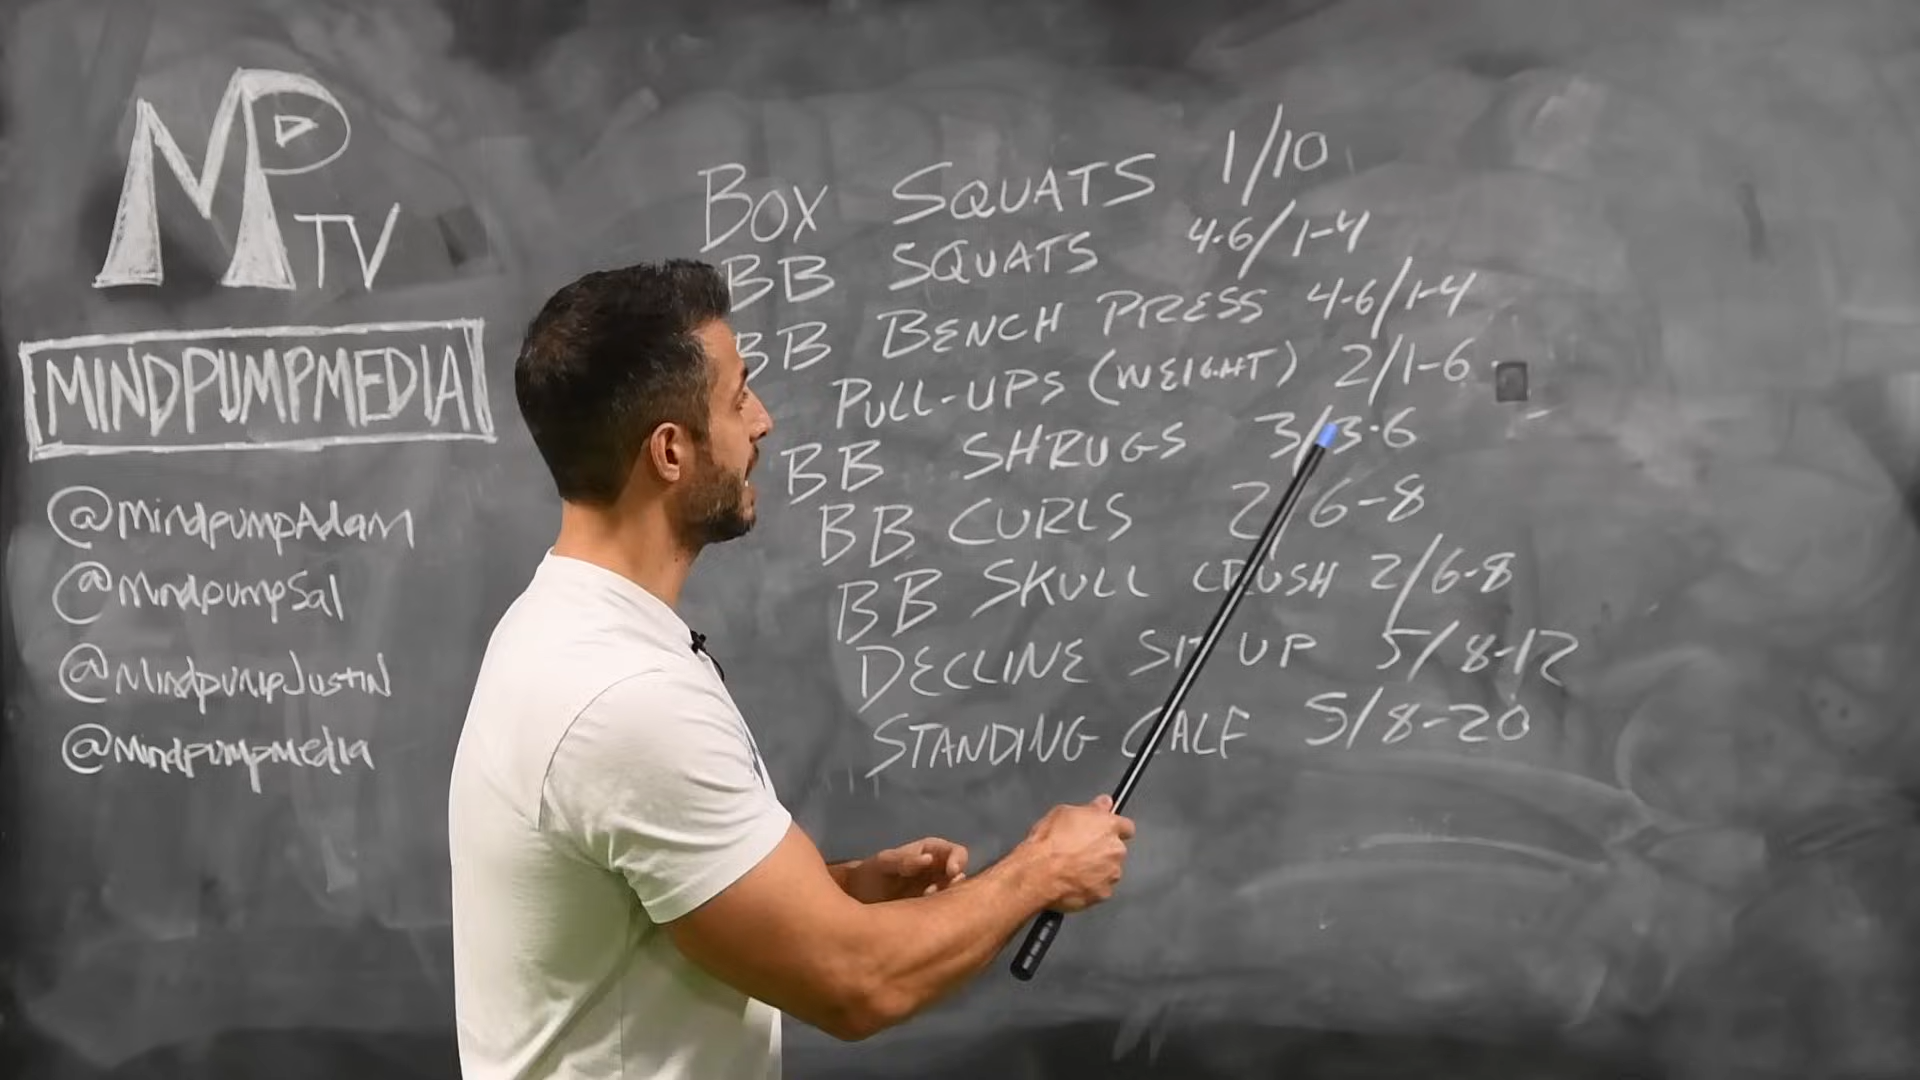 MP
TV
MINDPUMPMEDIA
@mindpumpAdam
@mindpumpSal
@mindpumpJustin
@mindpumpmedia
BOX SQUATS 1/10
BB SQUATS 4-6/1-4
BB BENCH PRESS 4-6/1-4
PULL-UPS (WEIGHT) 2/1-6
BB SHRUGS 3/3-6
BB CURLS 2/6-8
BB SKULL CRUSH 2/6-8
DECLINE SIT UP 5/8-12
STANDING CALF 5/8-20